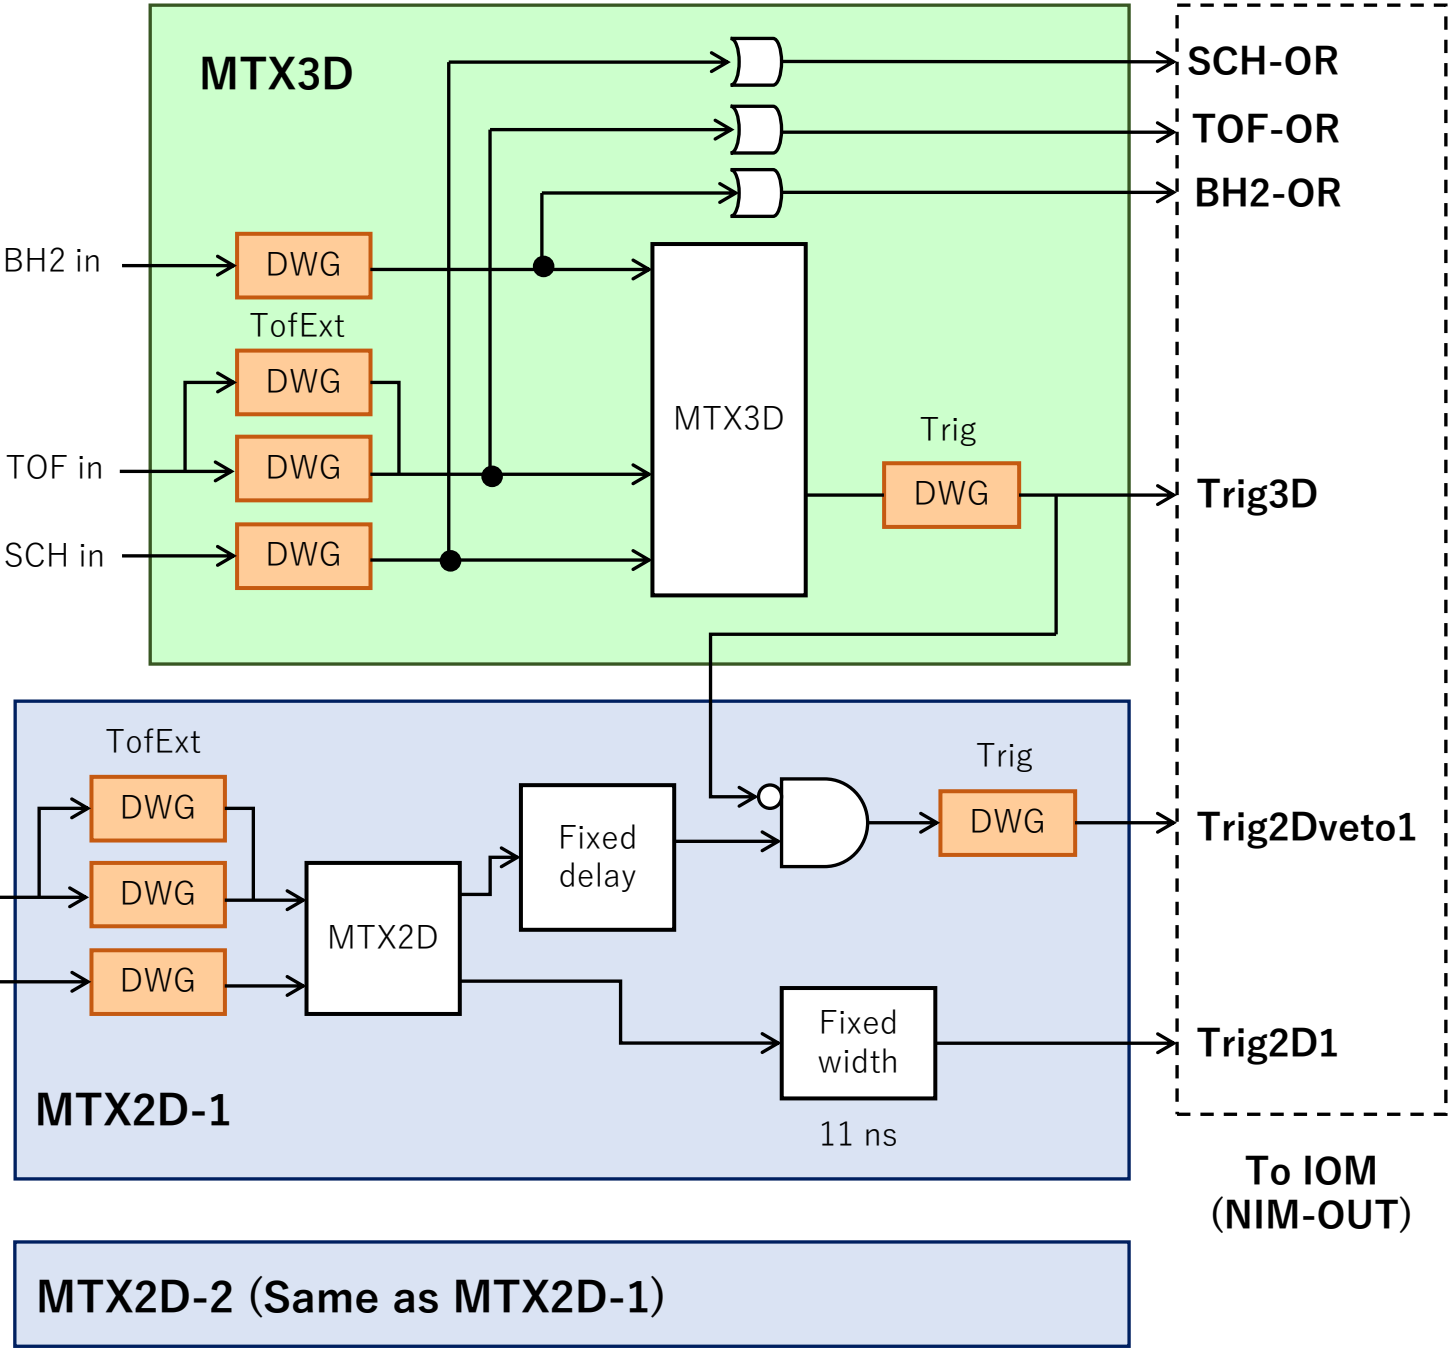 MTX3D
SCH-OR
TOF-OR
BH2-OR
BH2 in
DWG
TofExt
DWG
TOF in
DWG
SCH in
DWG
MTX3D
Trig
DWG
Trig3D
TofExt
DWG
DWG
DWG
MTX2D
Fixed
delay
Trig
DWG
Trig2Dveto1
Fixed
width
11 ns
Trig2D1
MTX2D-1
To IOM
(NIM-OUT)
MTX2D-2 (Same as MTX2D-1)